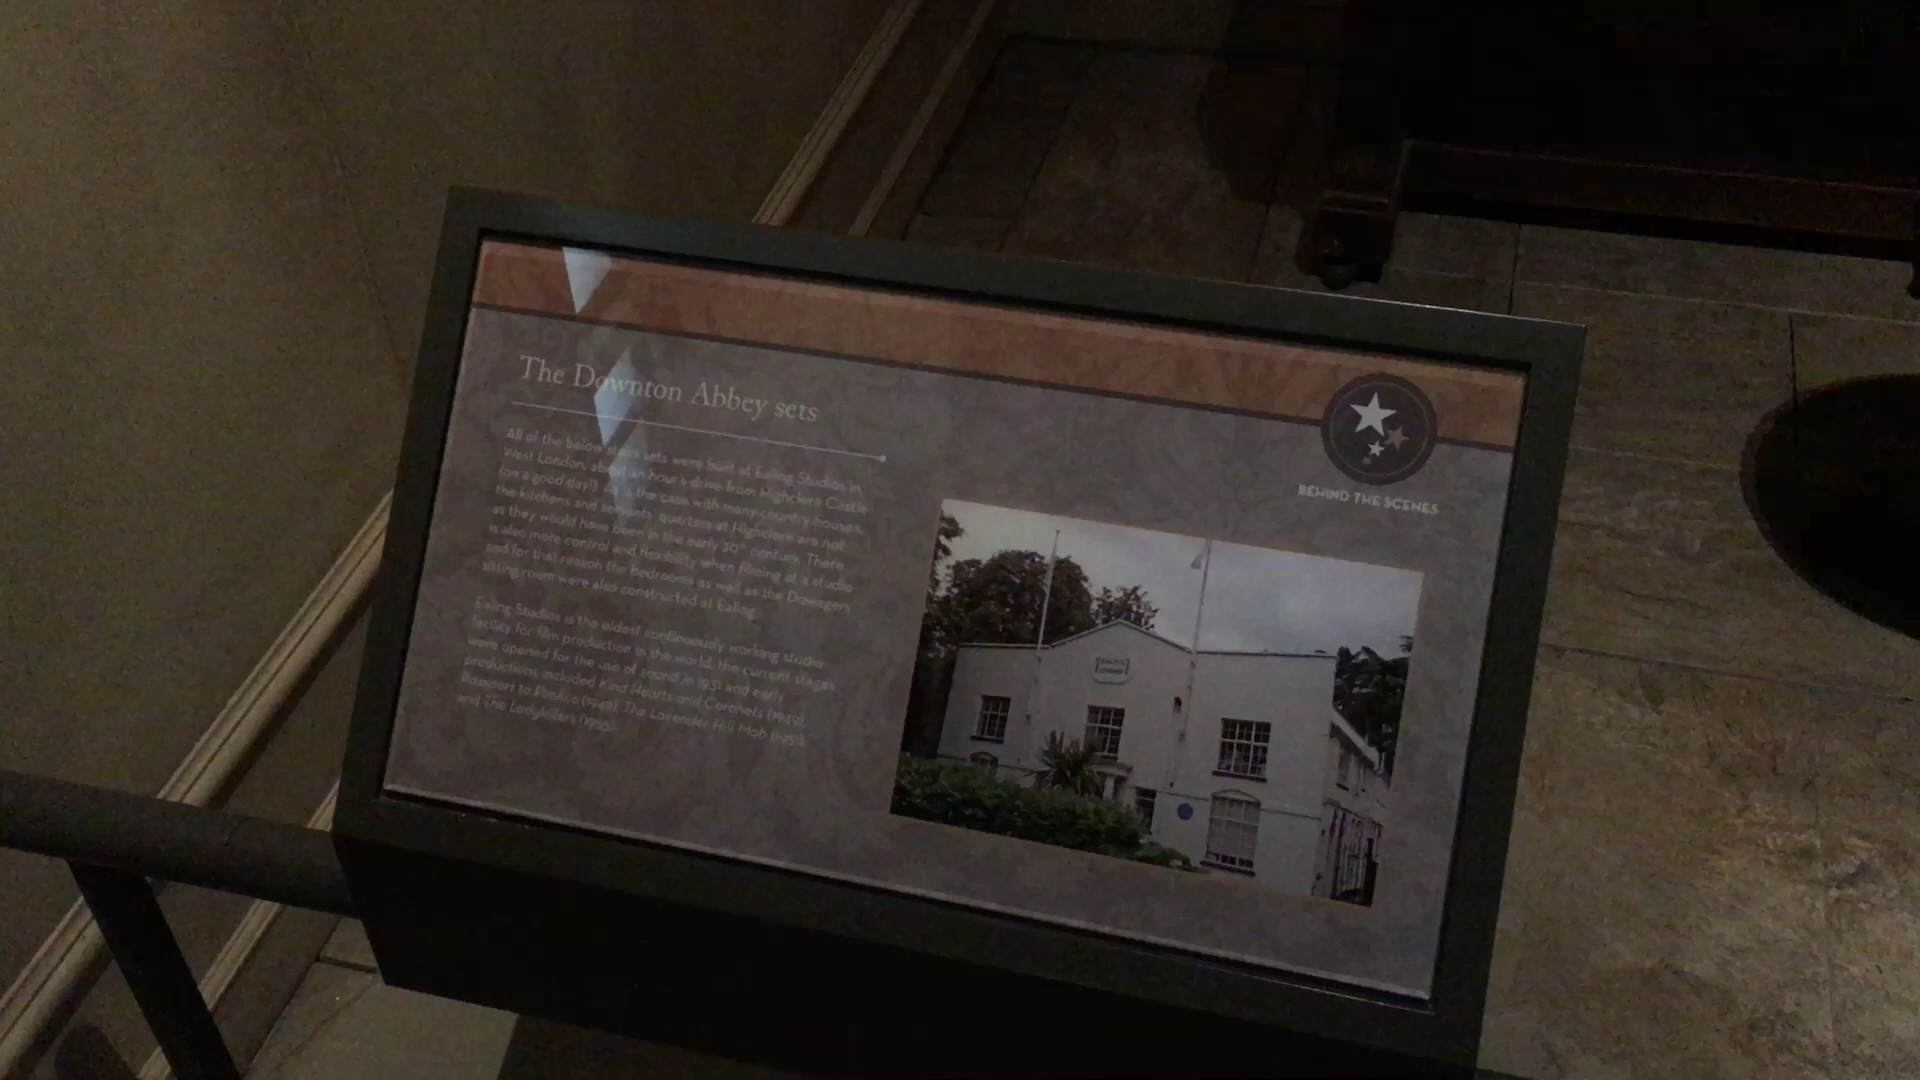 The Downton Abbey sets
All of the below stairs sets were built at Ealing Studios in
West London, about an hour's drive from Highclere Castle
(on a good day!). As is the case with many country houses,
the kitchens and servants' quarters at Highclere are not
as they would have been in the early 20th century. There
is also more control and flexibility when filming at a studio
and for that reason the bedrooms as well as the Dowager's
sitting room were also constructed at Ealing.
Ealing Studios is the oldest continuously working studio
facility for film production in the world, the current stages
were opened for the use of sound in 1931 and early
productions included Kind Hearts and Coronets (1949),
Passport to Pimlico (1949), The Lavender Hill Mob (1951),
and The Ladykillers (1955).
BEHIND THE SCENES
EALING
STUDIOS